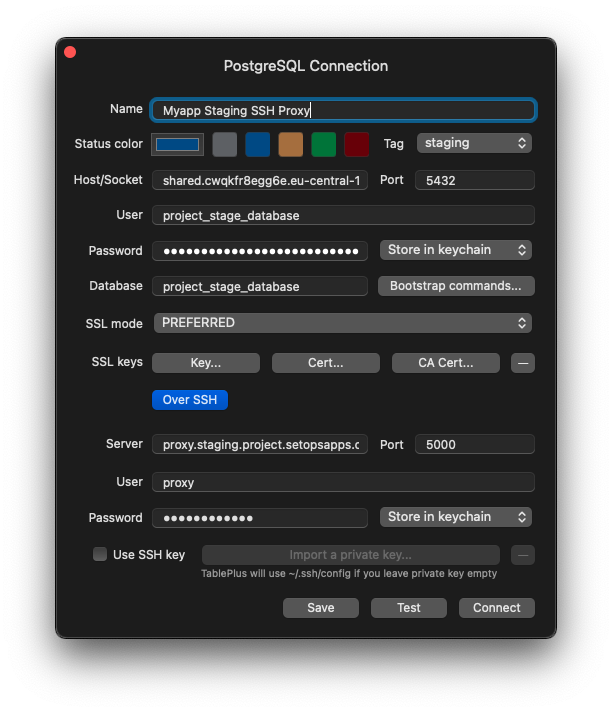 PostgreSQL Connection
Name Myapp Staging SSH Proxy
Status color Tag staging
Host/Socket shared.cwqkfr8egg6e.eu-central-1 Port 5432
User project_stage_database
Password ●●●●●●●●●●●●●●●●●●●●●●●●●● Store in keychain
Database project_stage_database Bootstrap commands...
SSL mode PREFERRED
SSL keys Key... Cert... CA Cert... —
Over SSH
Server proxy.staging.project.setopsapps.c Port 5000
User proxy
Password ●●●●●●●●●●●● Store in keychain
Use SSH key Import a private key... —
TablePlus will use ~/.ssh/config if you leave private key empty
Save Test Connect